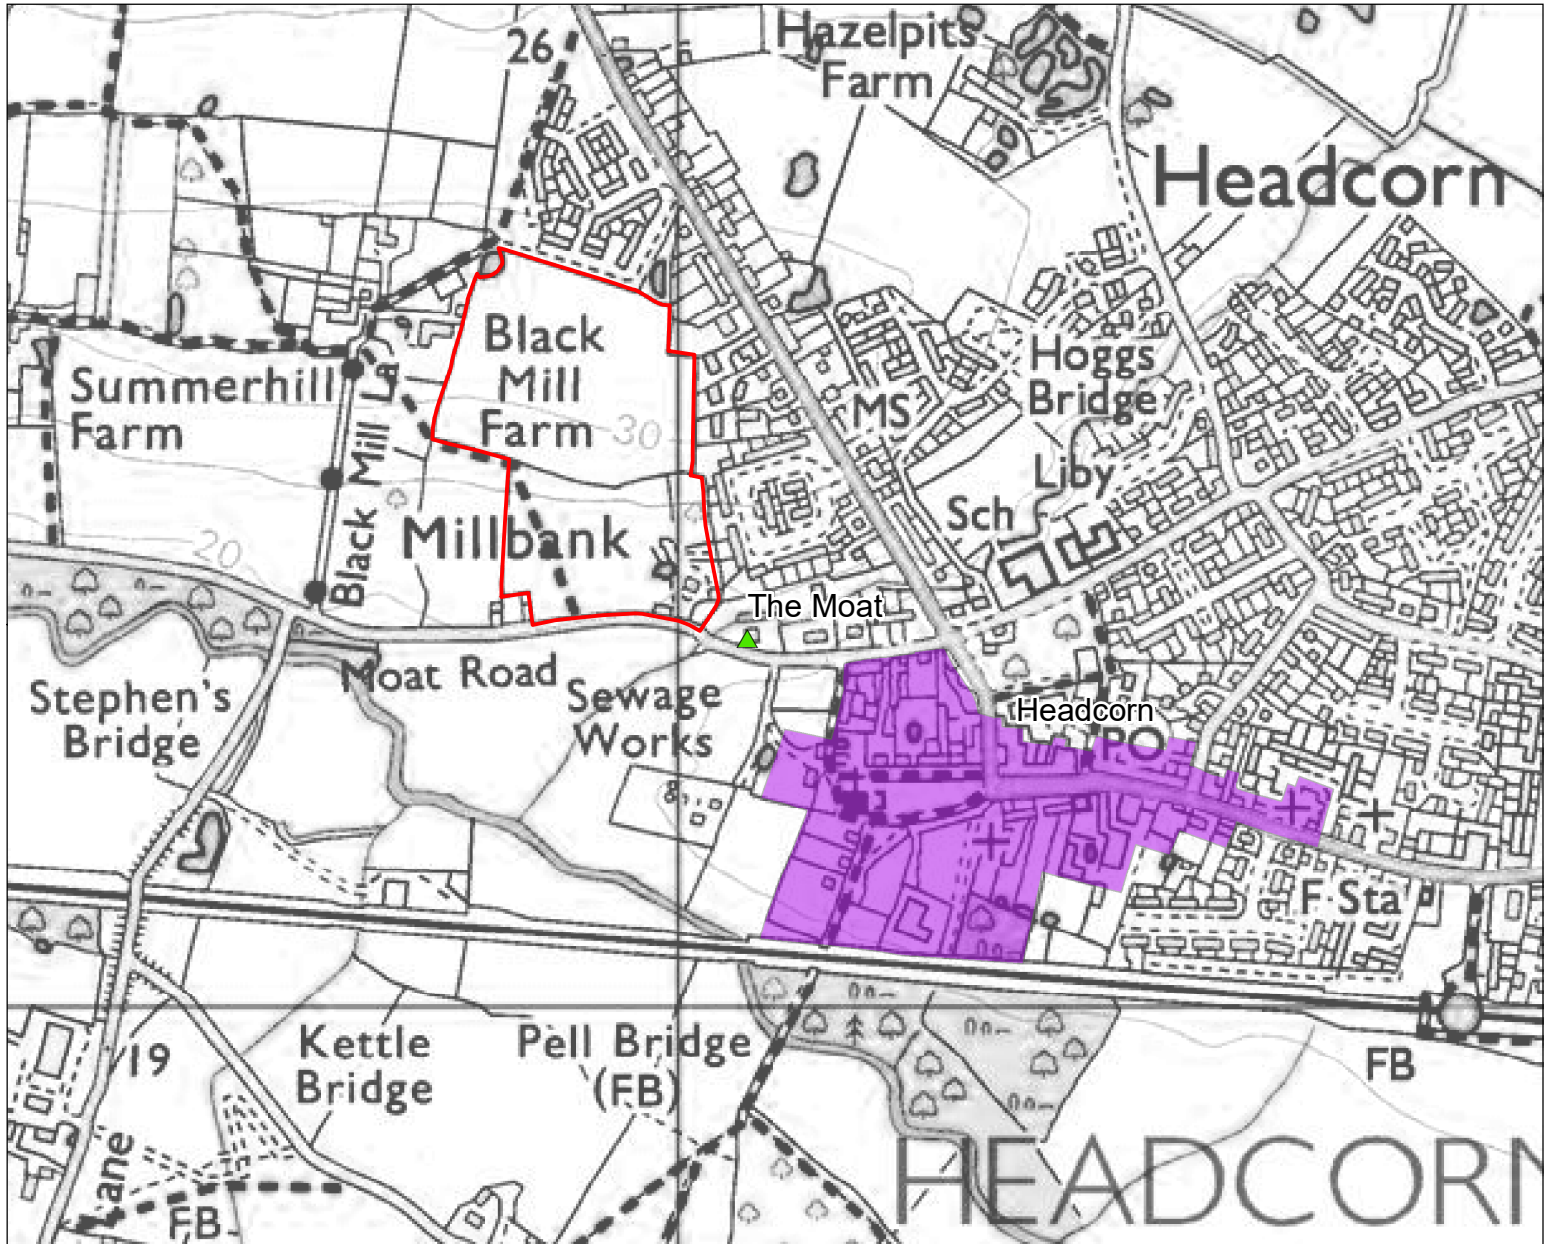 26
Hazelpits
Farm
Headcorn
Black
Mill
Farm
Summerhill
Farm
Black Mill La
30
MS
Hoggs
Bridge
Liby
Sch
20
Millbank
The Moat
Moat Road
Stephen's
Bridge
Sewage
Works
Headcorn
PO
F Sta
19
Kettle
Bridge
Pell Bridge
(FB)
FB
HEADCORN
Lane
FB